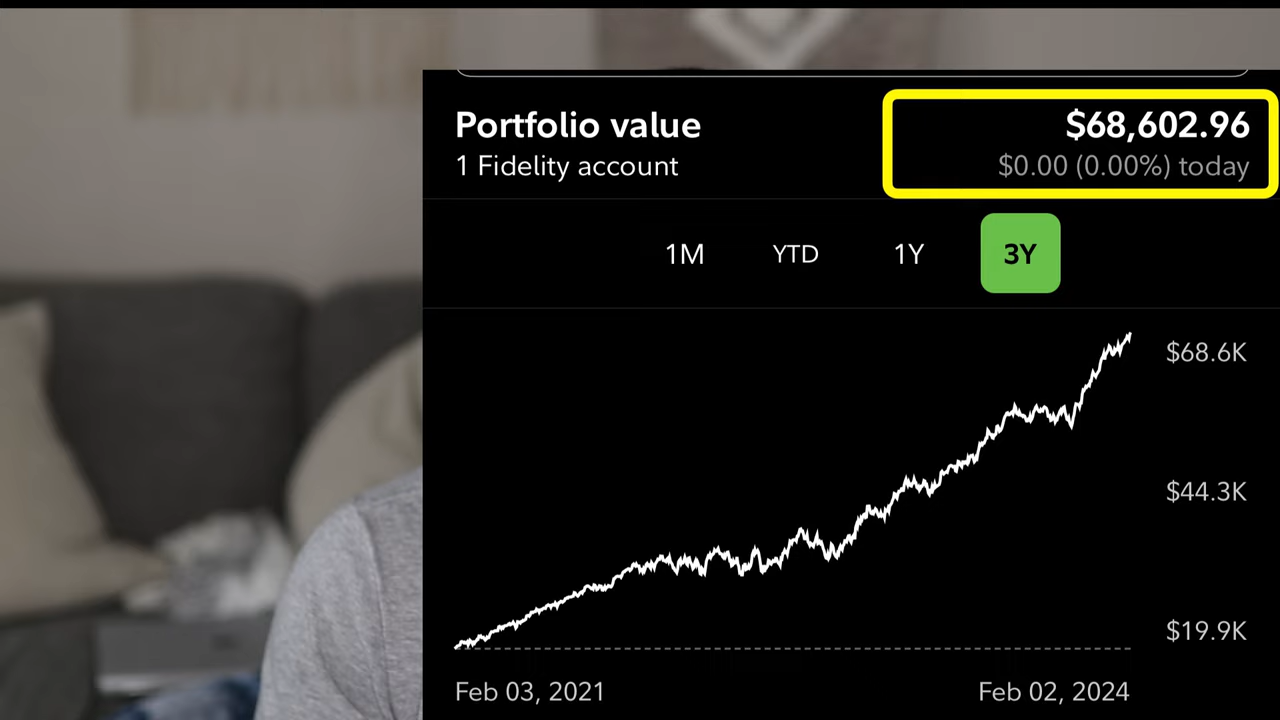 Portfolio value
$68,602.96
1 Fidelity account
$0.00 (0.00%) today
1M YTD 1Y 3Y
$68.6K
$44.3K
$19.9K
Feb 03, 2021
Feb 02, 2024